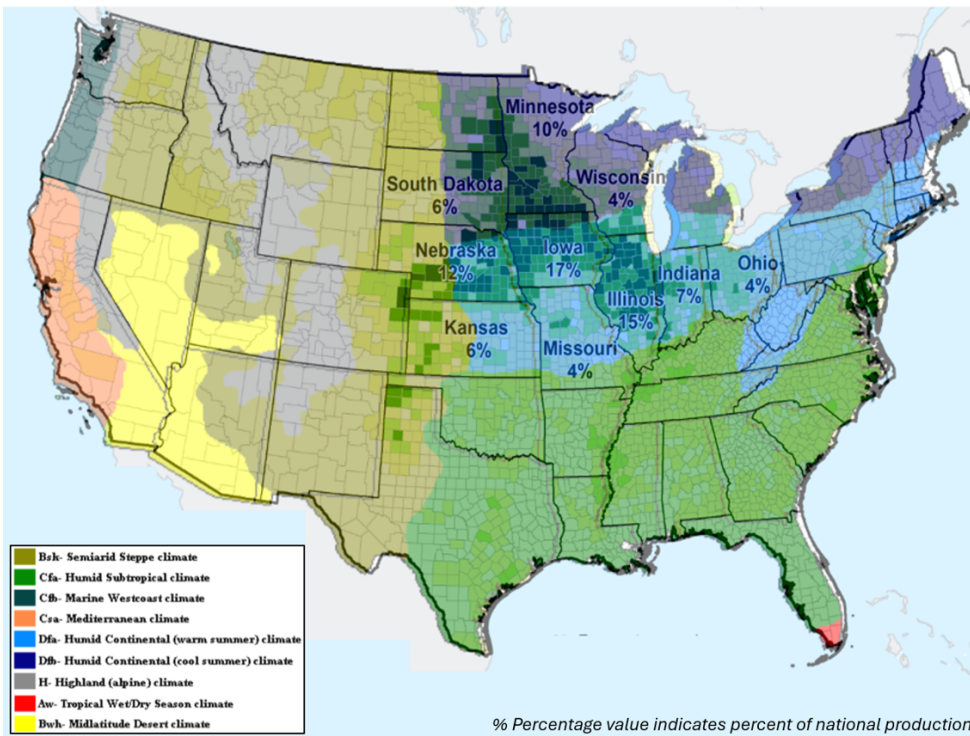 Minnesota
10%
Wisconsin
4%
South Dakota
6%
Nebraska
12%
Iowa
17%
Illinois
15%
Indiana
7%
Ohio
4%
Kansas
6%
Missouri
4%
Bsk- Semiarid Steppe climate
Cfa- Humid Subtropical climate
Cfb- Marine Westcoast climate
Csa- Mediterranean climate
Dfa- Humid Continental (warm summer) climate
Dfb- Humid Continental (cool summer) climate
H- Highland (alpine) climate
Aw- Tropical Wet/Dry Season climate
Bwh- Midlatitude Desert climate
% Percentage value indicates percent of national production